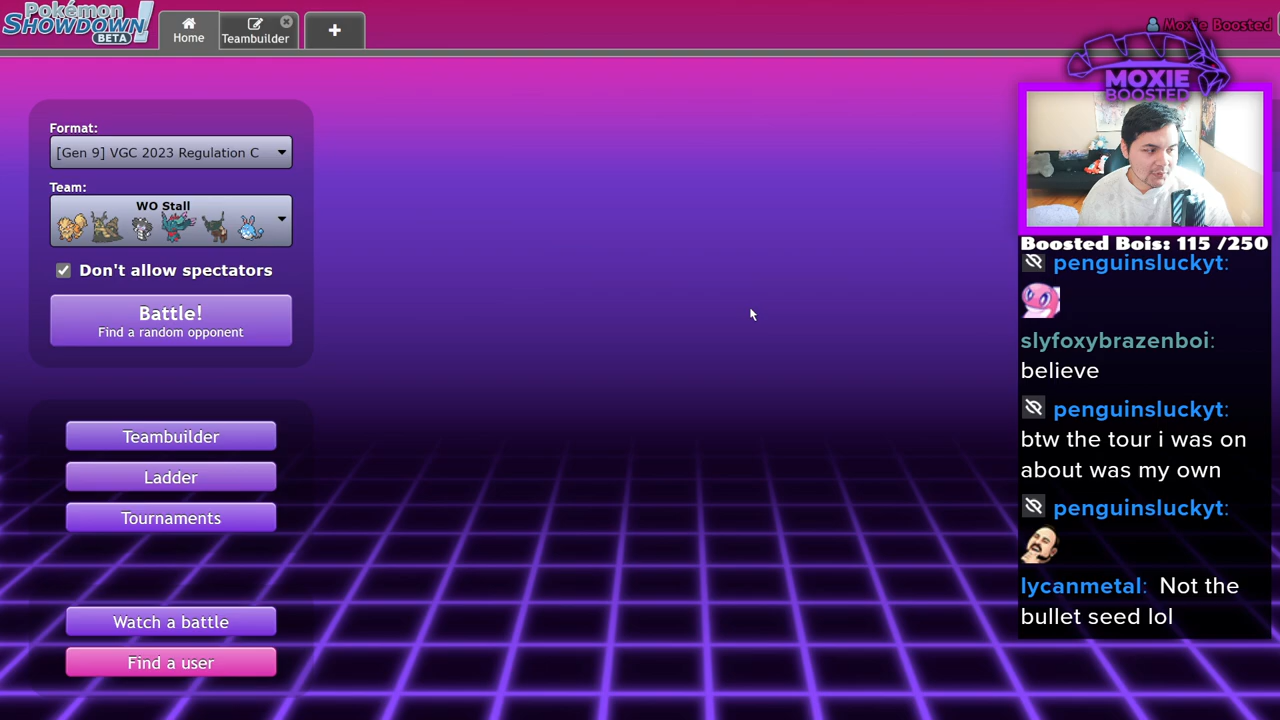 Pokémon
SHOWDOWN!
BETA
Home
Teambuilder
+
Moxie Boosted
MOXIE
BOOSTED
Format:
[Gen 9] VGC 2023 Regulation C
Team:
WO Stall
Don't allow spectators
Battle!
Find a random opponent
Teambuilder
Ladder
Tournaments
Watch a battle
Find a user
Boosted Bois: 115 /250
penguinsluckyt:
slyfoxybrazenboi:
believe
penguinsluckyt:
btw the tour i was on
about was my own
penguinsluckyt:
lycanmetal: Not the
bullet seed lol